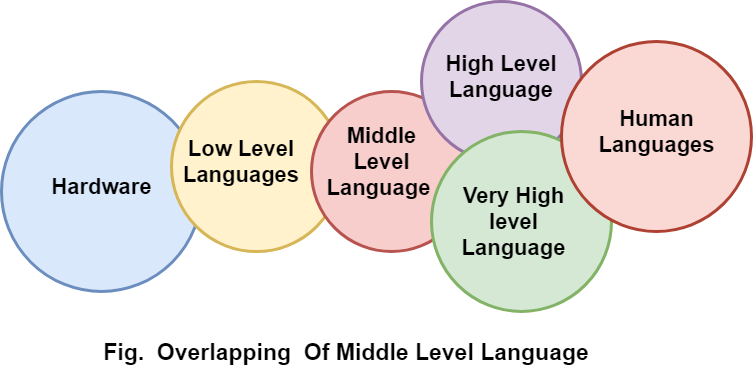 Hardware
Low Level
Languages
Middle
Level
Language
High Level
Language
Very High
level
Language
Human
Languages
Fig. Overlapping Of Middle Level Language